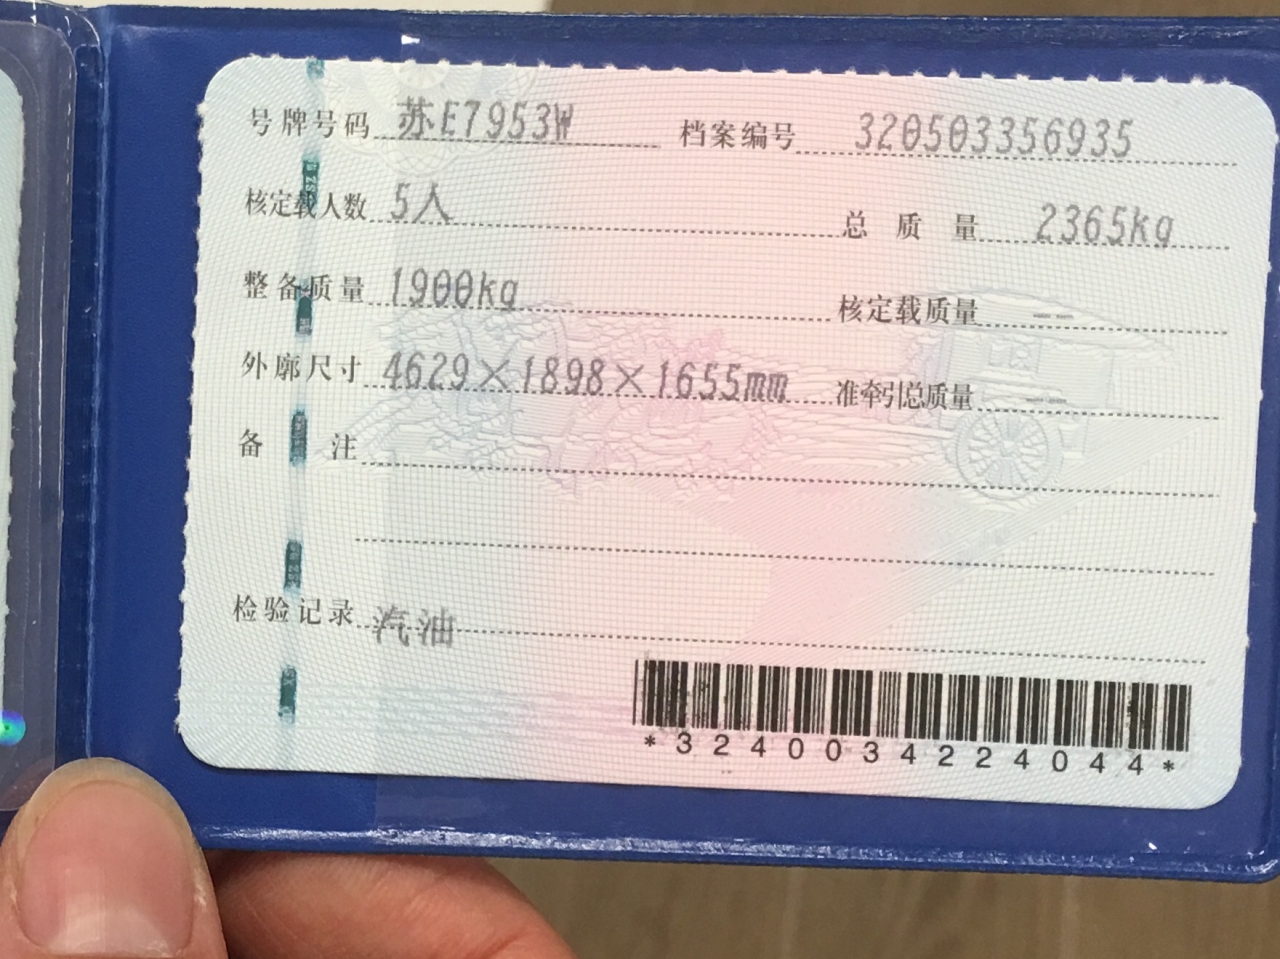 号牌号码 苏E7953W 档案编号 320503356935
核定载人数 5人 总质量 2365kg
整备质量 1900kg 核定载质量 --
外廓尺寸 4629×1898×1655mm 准牵引总质量 --
备注
检验记录 汽油
*3240034224044*